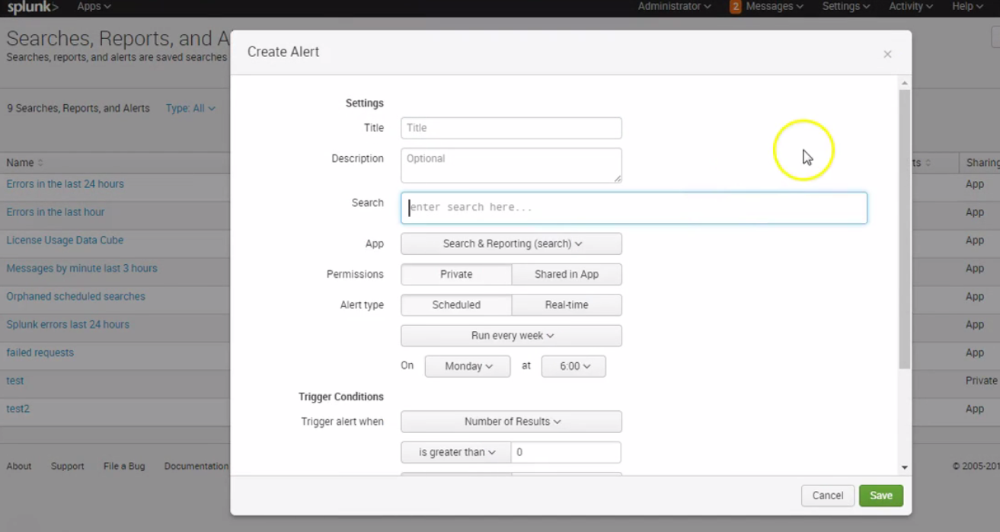 splunk> Apps Administrator 2 Messages Settings Activity Help
Searches, Reports, and A
Searches, reports, and alerts are saved searches
9 Searches, Reports, and Alerts Type: All
Name ts Sharing
Errors in the last 24 hours App
Errors in the last hour App
License Usage Data Cube App
Messages by minute last 3 hours App
Orphaned scheduled searches App
Splunk errors last 24 hours App
failed requests App
test Private
test2 App
About Support File a Bug Documentation © 2005-201
Create Alert ×
Settings
Title Title
Description Optional
Search enter search here...
App Search & Reporting (search)
Permissions Private Shared in App
Alert type Scheduled Real-time
Run every week
On Monday at 6:00
Trigger Conditions
Trigger alert when Number of Results
is greater than 0
Cancel Save